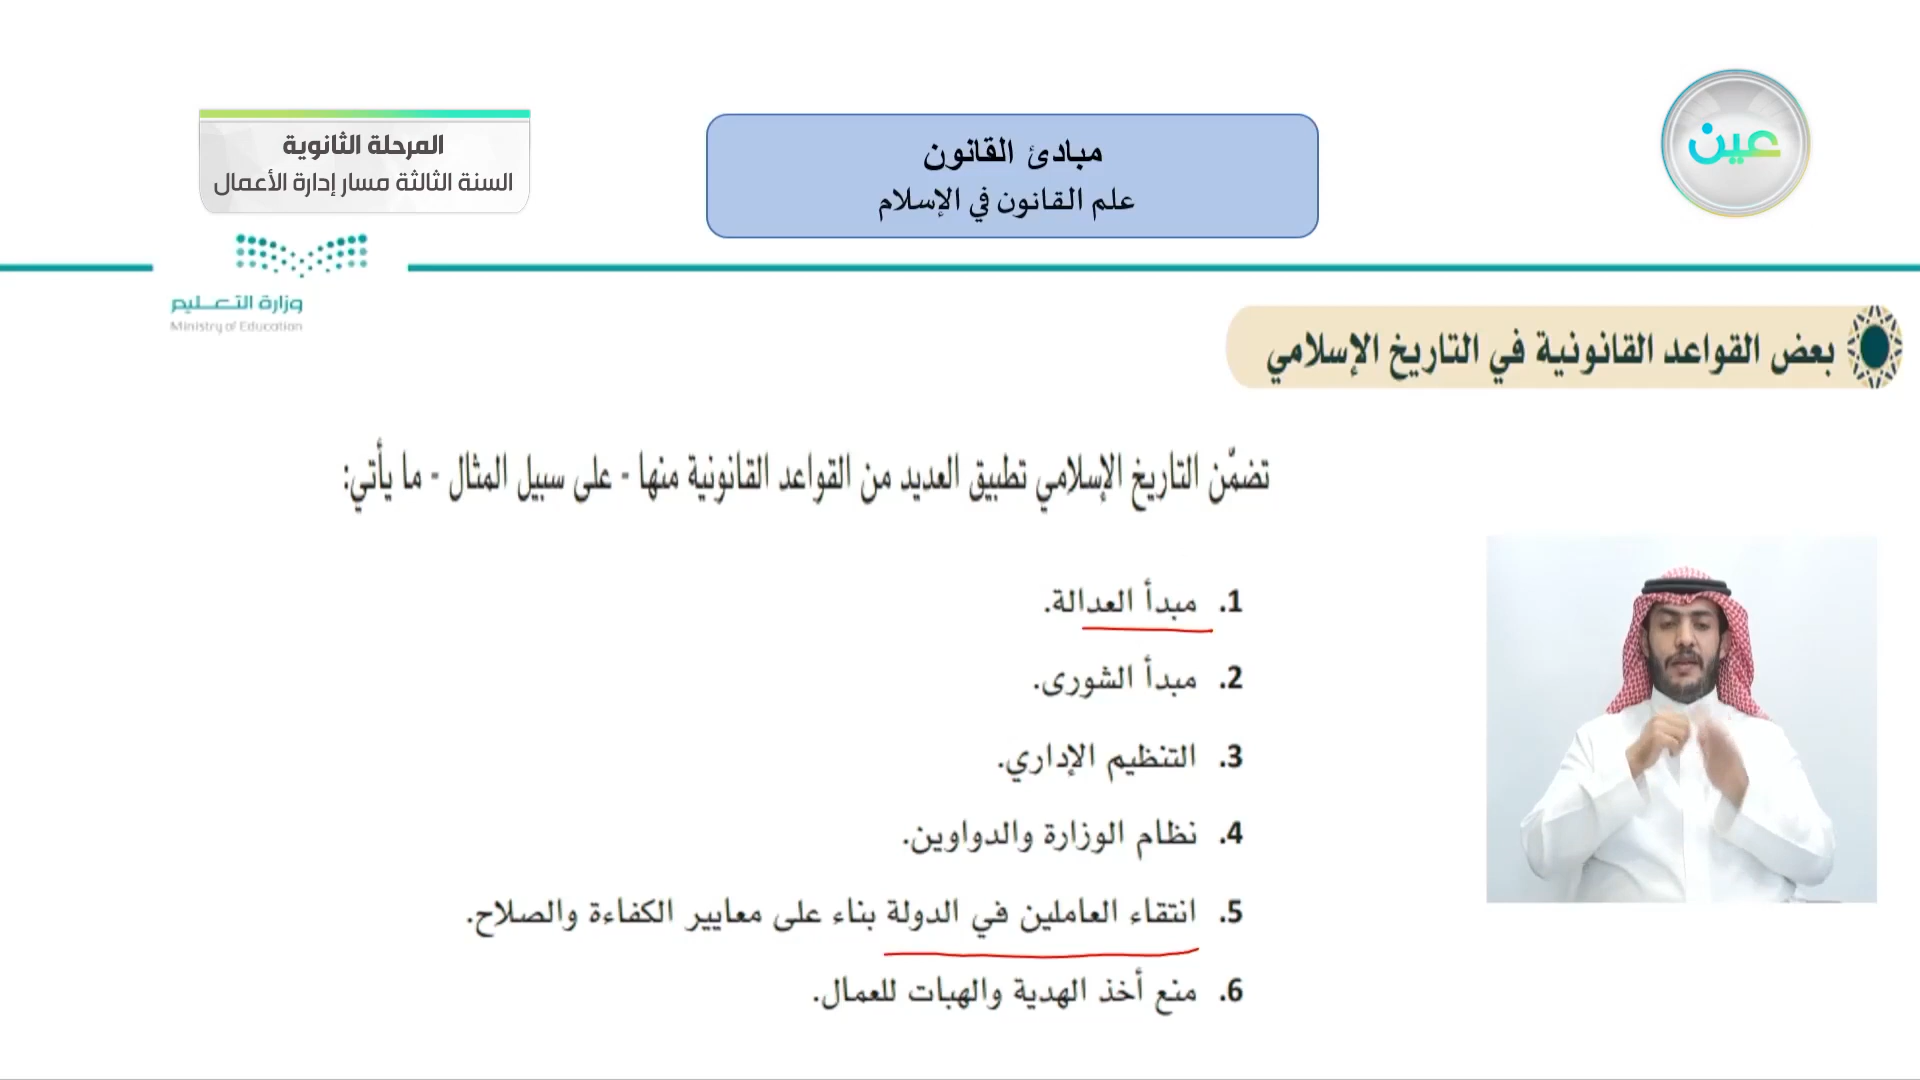 عين
مبادئ القانون
علم القانون في الإسلام
المرحلة الثانوية
السنة الثالثة مسار إدارة الأعمال
وزارة التعليم
Ministry of Education
بعض القواعد القانونية في التاريخ الإسلامي
تضمّن التاريخ الإسلامي تطبيق العديد من القواعد القانونية منها - على سبيل المثال - ما يأتي:
1. مبدأ العدالة.
2. مبدأ الشورى.
3. التنظيم الإداري.
4. نظام الوزارة والدواوين.
5. انتقاء العاملين في الدولة بناء على معايير الكفاءة والصلاح.
6. منع أخذ الهدية والهبات للعمال.